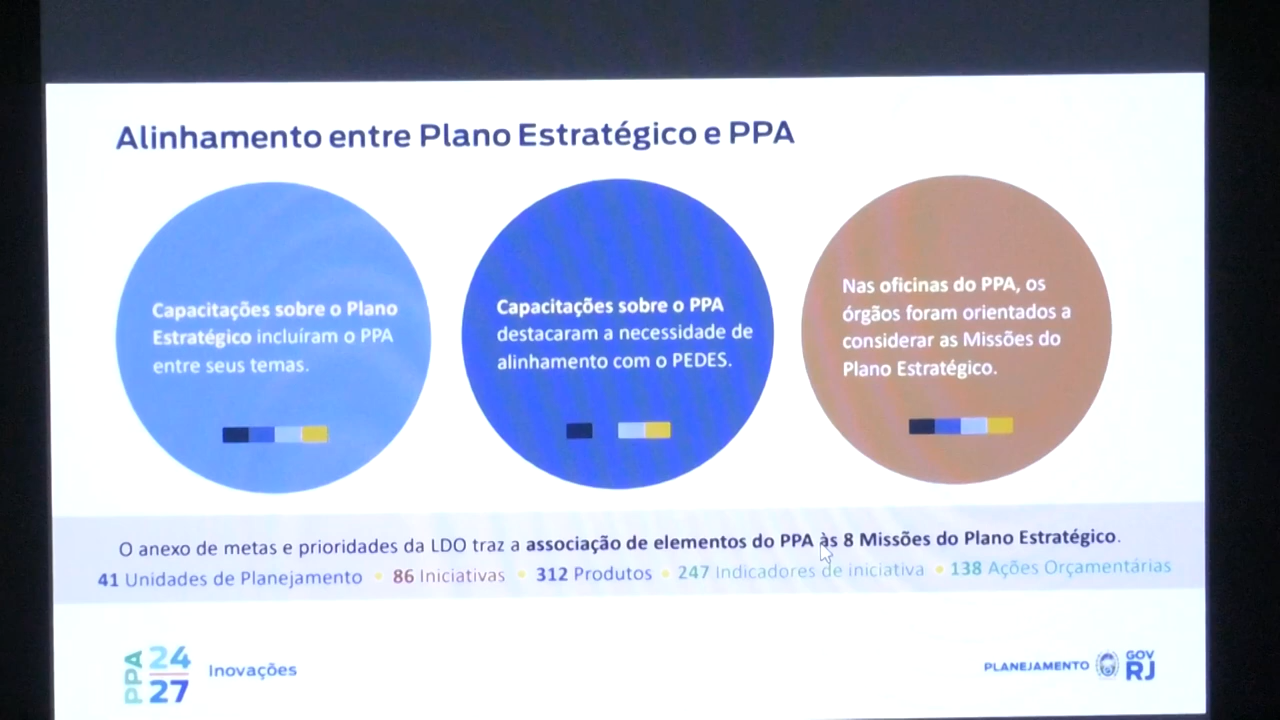 Alinhamento entre Plano Estratégico e PPA
Capacitações sobre o Plano
Estratégico incluíram o PPA
entre seus temas.
Capacitações sobre o PPA
destacaram a necessidade de
alinhamento com o PEDES.
Nas oficinas do PPA, os
órgãos foram orientados a
considerar as Missões do
Plano Estratégico.
O anexo de metas e prioridades da LDO traz a associação de elementos do PPA às 8 Missões do Plano Estratégico.
41 Unidades de Planejamento • 86 Iniciativas • 312 Produtos • 247 Indicadores de iniciativa • 138 Ações Orçamentárias
PPA 24 27
Inovações
PLANEJAMENTO
GOV
RJ